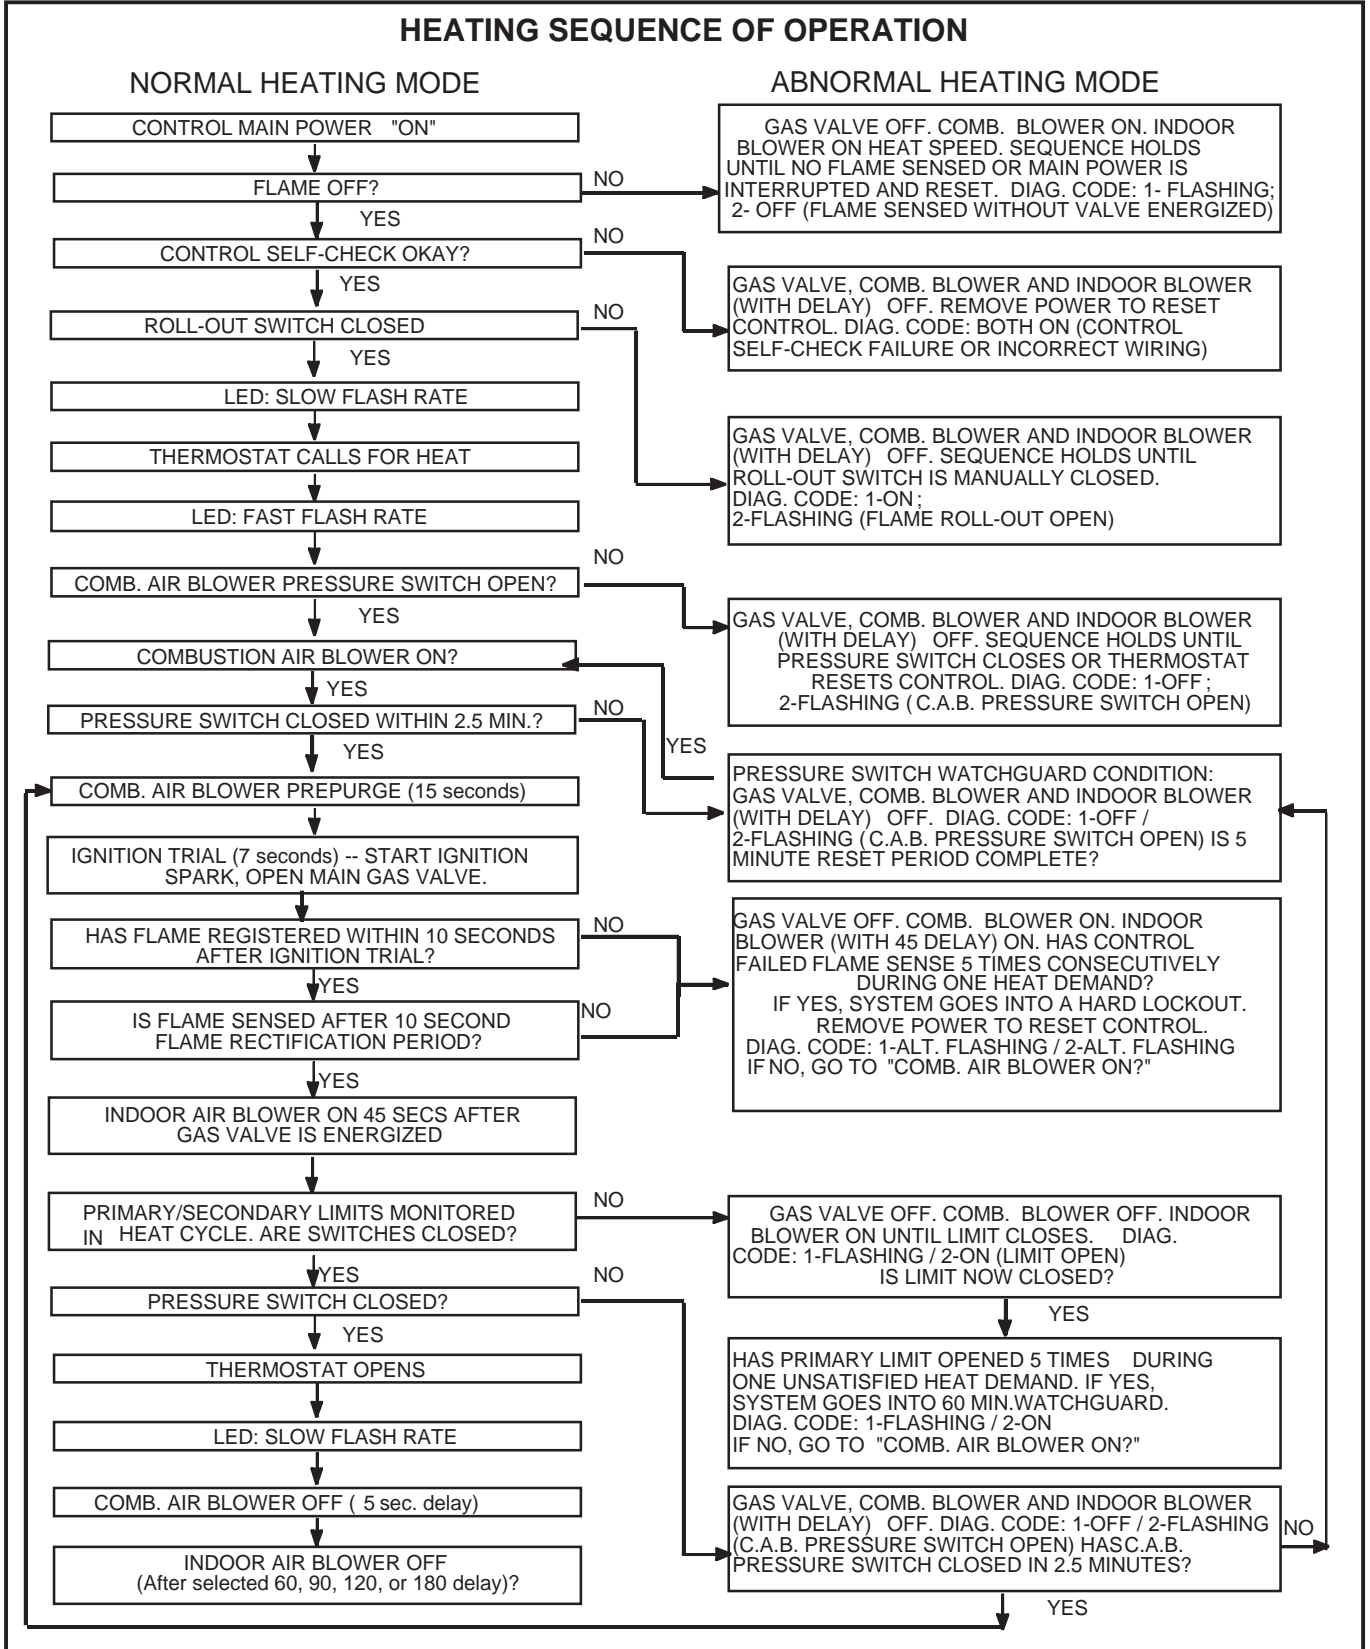 HEATING SEQUENCE OF OPERATION
NORMAL HEATING MODE
CONTROL MAIN POWER "ON"
FLAME OFF?
NO
YES
CONTROL SELF-CHECK OKAY?
NO
YES
ROLL-OUT SWITCH CLOSED
NO
YES
LED: SLOW FLASH RATE
THERMOSTAT CALLS FOR HEAT
LED: FAST FLASH RATE
NO
COMB. AIR BLOWER PRESSURE SWITCH OPEN?
YES
COMBUSTION AIR BLOWER ON?
YES
PRESSURE SWITCH CLOSED WITHIN 2.5 MIN.?
NO
YES
YES
COMB. AIR BLOWER PREPURGE (15 seconds)
IGNITION TRIAL (7 seconds) -- START IGNITION
SPARK, OPEN MAIN GAS VALVE.
HAS FLAME REGISTERED WITHIN 10 SECONDS
AFTER IGNITION TRIAL?
NO
YES
IS FLAME SENSED AFTER 10 SECOND
FLAME RECTIFICATION PERIOD?
NO
YES
INDOOR AIR BLOWER ON 45 SECS AFTER
GAS VALVE IS ENERGIZED
PRIMARY/SECONDARY LIMITS MONITORED
IN HEAT CYCLE. ARE SWITCHES CLOSED?
NO
YES
NO
PRESSURE SWITCH CLOSED?
YES
THERMOSTAT OPENS
LED: SLOW FLASH RATE
COMB. AIR BLOWER OFF ( 5 sec. delay)
INDOOR AIR BLOWER OFF
(After selected 60, 90, 120, or 180 delay)?
ABNORMAL HEATING MODE
GAS VALVE OFF. COMB. BLOWER ON. INDOOR
BLOWER ON HEAT SPEED. SEQUENCE HOLDS
UNTIL NO FLAME SENSED OR MAIN POWER IS
INTERRUPTED AND RESET. DIAG. CODE: 1- FLASHING;
2- OFF (FLAME SENSED WITHOUT VALVE ENERGIZED)
GAS VALVE, COMB. BLOWER AND INDOOR BLOWER
(WITH DELAY) OFF. REMOVE POWER TO RESET
CONTROL. DIAG. CODE: BOTH ON (CONTROL
SELF-CHECK FAILURE OR INCORRECT WIRING)
GAS VALVE, COMB. BLOWER AND INDOOR BLOWER
(WITH DELAY) OFF. SEQUENCE HOLDS UNTIL
ROLL-OUT SWITCH IS MANUALLY CLOSED.
DIAG. CODE: 1-ON ;
2-FLASHING (FLAME ROLL-OUT OPEN)
GAS VALVE, COMB. BLOWER AND INDOOR BLOWER
(WITH DELAY) OFF. SEQUENCE HOLDS UNTIL
PRESSURE SWITCH CLOSES OR THERMOSTAT
RESETS CONTROL. DIAG. CODE: 1-OFF ;
2-FLASHING ( C.A.B. PRESSURE SWITCH OPEN)
PRESSURE SWITCH WATCHGUARD CONDITION:
GAS VALVE, COMB. BLOWER AND INDOOR BLOWER
(WITH DELAY) OFF. DIAG. CODE: 1-OFF /
2-FLASHING ( C.A.B. PRESSURE SWITCH OPEN) IS 5
MINUTE RESET PERIOD COMPLETE?
GAS VALVE OFF. COMB. BLOWER ON. INDOOR
BLOWER (WITH 45 DELAY) ON. HAS CONTROL
FAILED FLAME SENSE 5 TIMES CONSECUTIVELY
DURING ONE HEAT DEMAND?
IF YES, SYSTEM GOES INTO A HARD LOCKOUT.
REMOVE POWER TO RESET CONTROL.
DIAG. CODE: 1-ALT. FLASHING / 2-ALT. FLASHING
IF NO, GO TO "COMB. AIR BLOWER ON?"
GAS VALVE OFF. COMB. BLOWER OFF. INDOOR
BLOWER ON UNTIL LIMIT CLOSES. DIAG.
CODE: 1-FLASHING / 2-ON (LIMIT OPEN)
IS LIMIT NOW CLOSED?
YES
HAS PRIMARY LIMIT OPENED 5 TIMES DURING
ONE UNSATISFIED HEAT DEMAND. IF YES,
SYSTEM GOES INTO 60 MIN.WATCHGUARD.
DIAG. CODE: 1-FLASHING / 2-ON
IF NO, GO TO "COMB. AIR BLOWER ON?"
GAS VALVE, COMB. BLOWER AND INDOOR BLOWER
(WITH DELAY) OFF. DIAG. CODE: 1-OFF / 2-FLASHING
(C.A.B. PRESSURE SWITCH OPEN) HAS C.A.B.
PRESSURE SWITCH CLOSED IN 2.5 MINUTES?
NO
YES